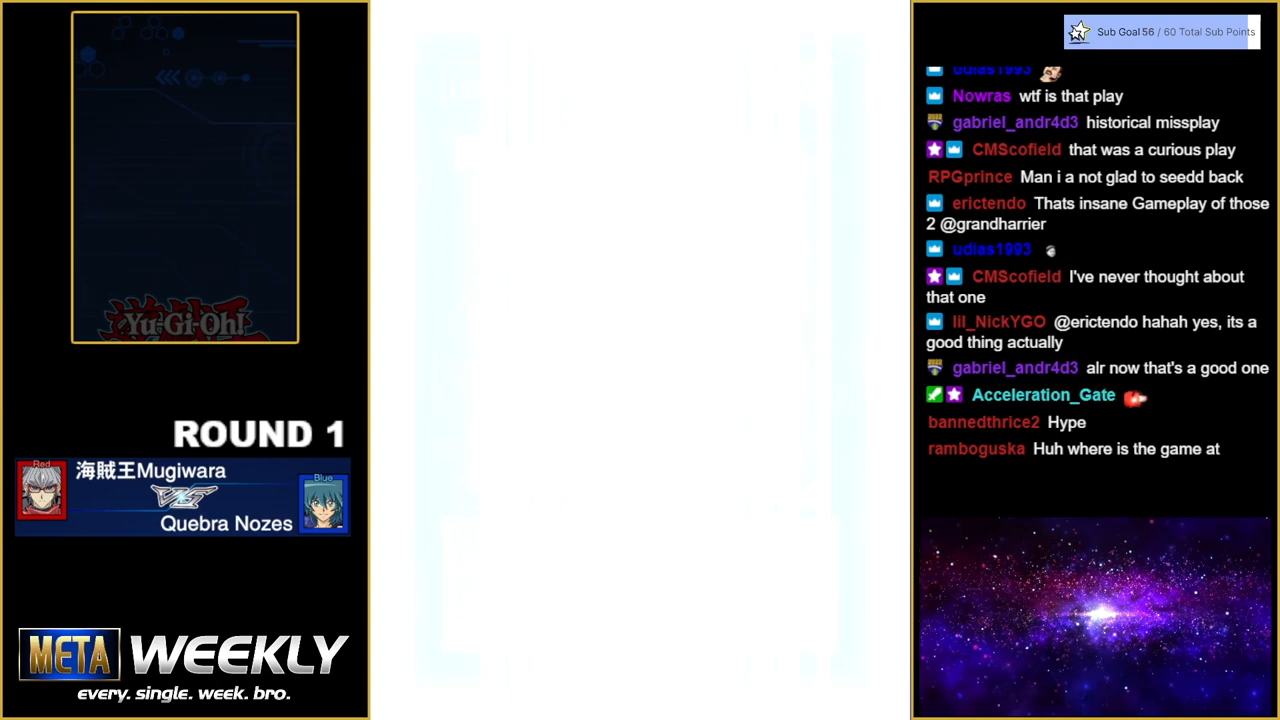 Yu-Gi-Oh!
ROUND 1
Red
海賊王Mugiwara
VS
Blue
Quebra Nozes
META WEEKLY
every. single. week. bro.
Sub Goal 56 / 60 Total Sub Points
udias1993
Nowras wtf is that play
gabriel_andr4d3 historical missplay
CMScofield that was a curious play
RPGprince Man i a not glad to seedd back
erictendo Thats insane Gameplay of those
2 @grandharrier
udias1993
CMScofield I've never thought about
that one
lil_NickYGO @erictendo hahah yes, its a
good thing actually
gabriel_andr4d3 alr now that's a good one
Acceleration_Gate
bannedthrice2 Hype
ramboguska Huh where is the game at